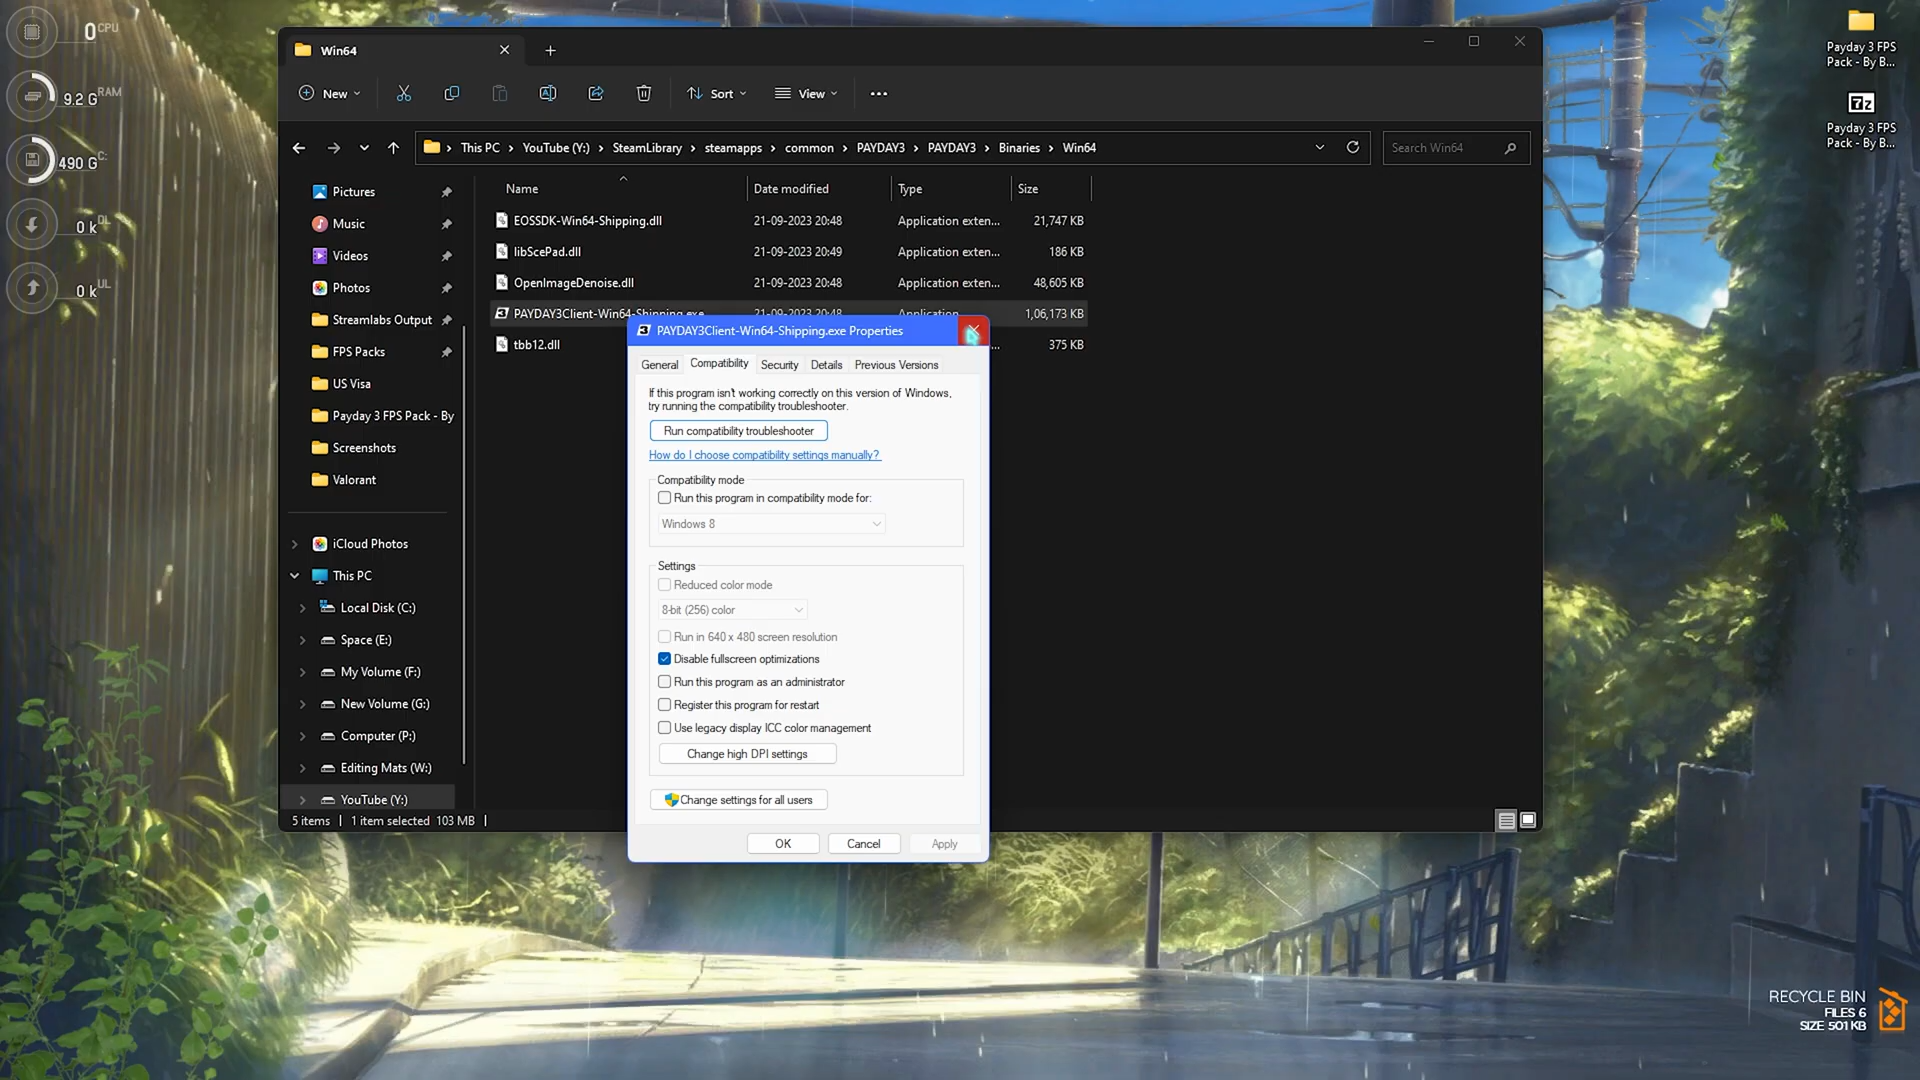 0 CPU
9.2 G RAM
490 G C:
0 k DL
0 k UL
Win64
New
Sort
View
This PC
YouTube (Y:)
SteamLibrary
steamapps
common
PAYDAY3
PAYDAY3
Binaries
Win64
Search Win64
Name
Date modified
Type
Size
EOSSDK-Win64-Shipping.dll
21-09-2023 20:48
Application exten...
21,747 KB
libScePad.dll
21-09-2023 20:49
Application exten...
186 KB
OpenImageDenoise.dll
21-09-2023 20:48
Application exten...
48,605 KB
PAYDAY3Client-Win64-Shipping.exe
21-09-2023 20:48
Application
1,06,173 KB
tbb12.dll
375 KB
Pictures
Music
Videos
Photos
Streamlabs Output
FPS Packs
US Visa
Payday 3 FPS Pack - By
Screenshots
Valorant
iCloud Photos
This PC
Local Disk (C:)
Space (E:)
My Volume (F:)
New Volume (G:)
Computer (P:)
Editing Mats (W:)
YouTube (Y:)
5 items
1 item selected 103 MB
PAYDAY3Client-Win64-Shipping.exe Properties
General
Compatibility
Security
Details
Previous Versions
If this program isn't working correctly on this version of Windows,
try running the compatibility troubleshooter.
Run compatibility troubleshooter
How do I choose compatibility settings manually?
Compatibility mode
Run this program in compatibility mode for:
Windows 8
Settings
Reduced color mode
8-bit (256) color
Run in 640 x 480 screen resolution
Disable fullscreen optimizations
Run this program as an administrator
Register this program for restart
Use legacy display ICC color management
Change high DPI settings
Change settings for all users
OK
Cancel
Apply
Payday 3 FPS
Pack - By B...
7z
Payday 3 FPS
Pack - By B...
RECYCLE BIN
FILES 6
SIZE 501 KB